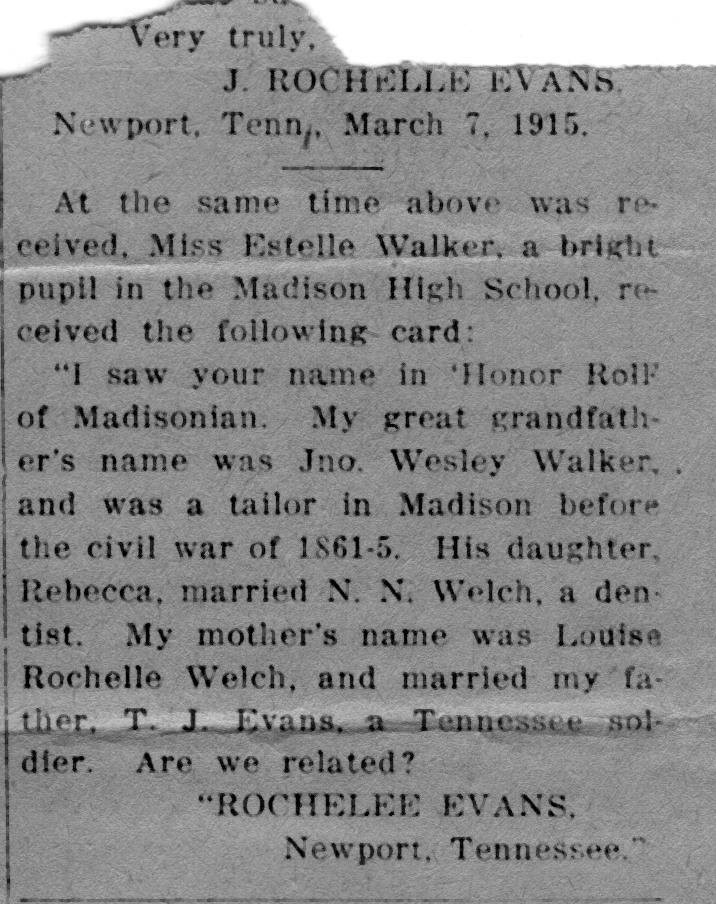 Very truly,
J. ROCHELLE EVANS.
Newport, Tenn., March 7, 1915.
At the same time above was re-
ceived, Miss Estelle Walker, a bright
pupil in the Madison High School, re-
ceived the following card:
"I saw your name in 'Honor Roll'
of Madisonian. My great grandfath-
er's name was Jno. Wesley Walker,
and was a tailor in Madison before
the civil war of 1861-5. His daughter,
Rebecca, married N. N. Welch, a den-
tist. My mother's name was Louise
Rochelle Welch, and married my fa-
ther, T. J. Evans, a Tennessee sol-
dier. Are we related?
"ROCHELEE EVANS,
Newport, Tennessee."